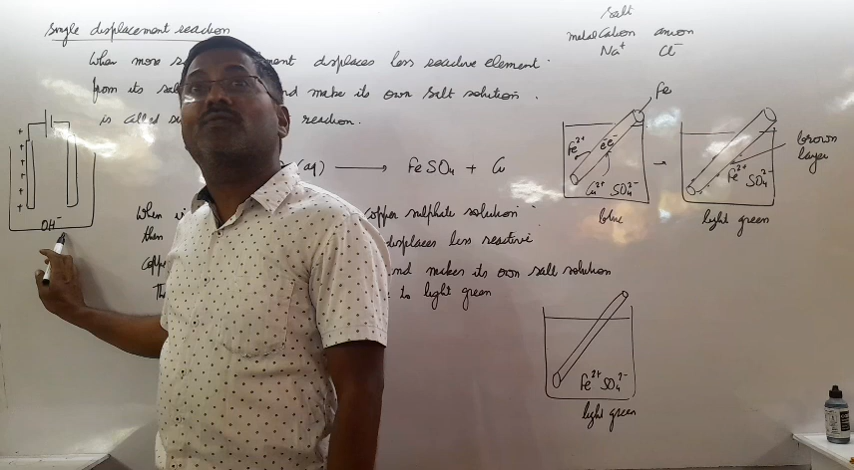 Single displacement reaction
When more displaces less reactive element.
from its and make its own salt solution.
is called reaction.
(aq) ⟶ FeSO₄ + Cu
When copper sulphate solution
then displaces less reactive
and makes its own salt solution
to light green
Salt
metal cation anion
Na⁺ Cl⁻
+
+
+
+
+
+
OH⁻
Fe
Fe²⁺ e e⁻
Cu²⁺ SO₄²⁻
blue
brown
layer
Fe²⁺ SO₄²⁻
light green
Fe²⁺ SO₄²⁻
light green